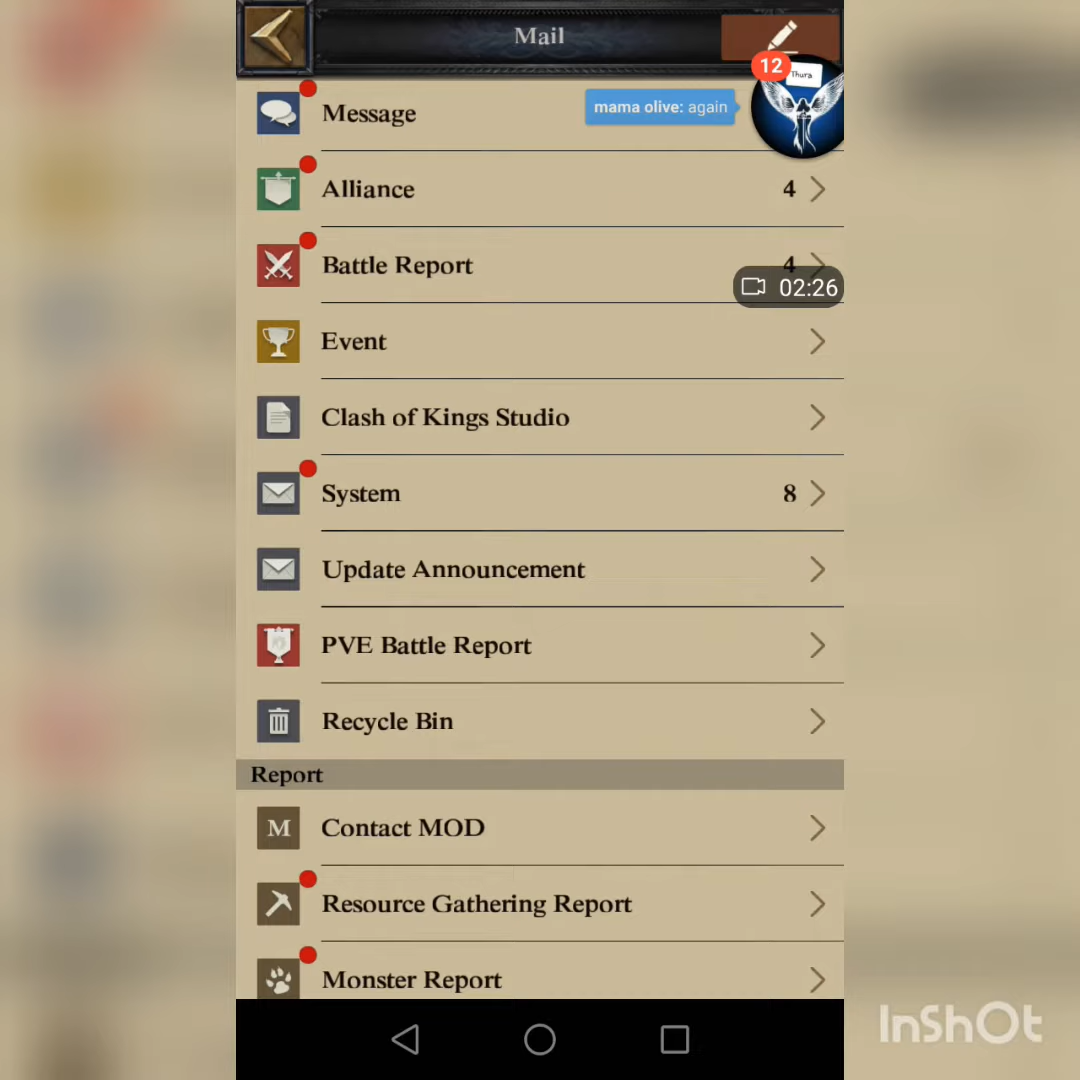 Mail
12
Thura
mama olive: again
Message
Alliance 4
Battle Report 4
02:26
Event
Clash of Kings Studio
System 8
Update Announcement
PVE Battle Report
Recycle Bin
Report
M Contact MOD
Resource Gathering Report
Monster Report
InShOt